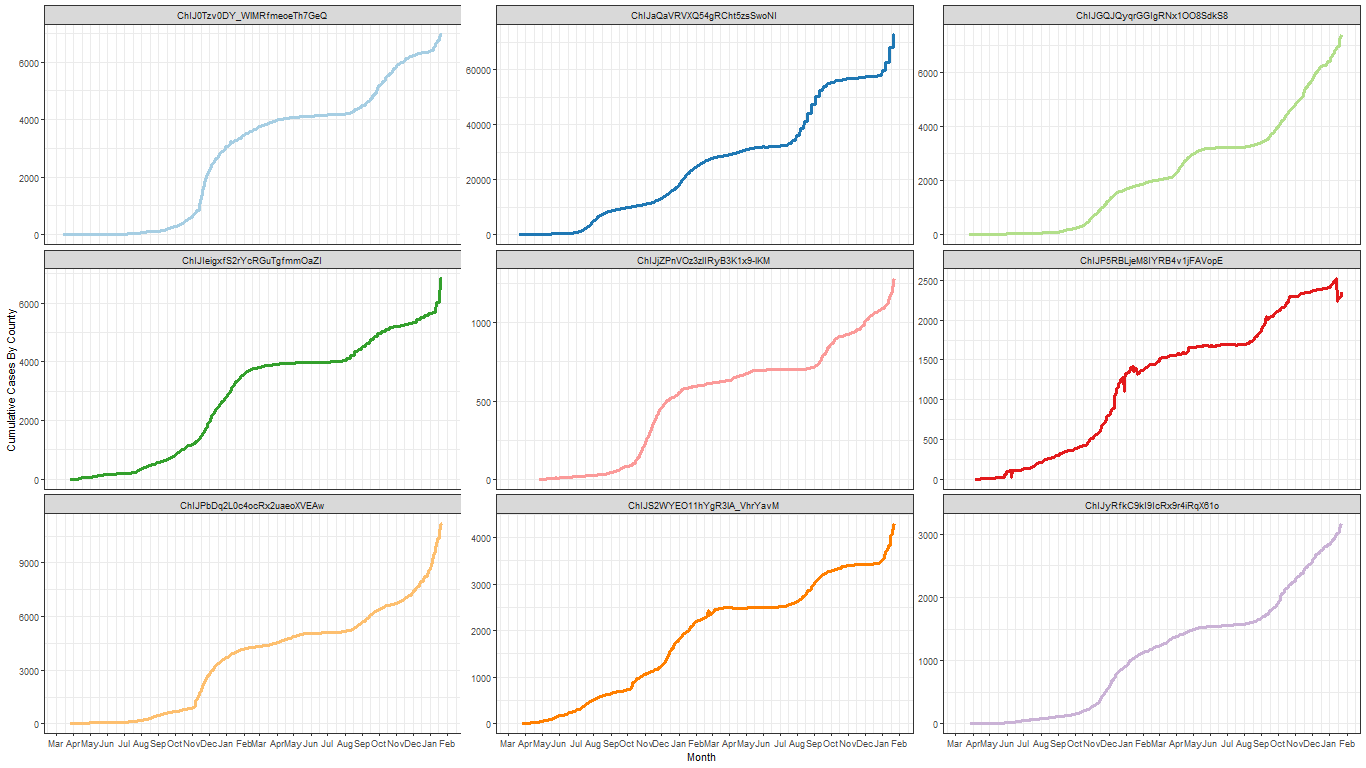 ChIJ0Tzv0DY_WIMRfmeoeTh7GeQ ChIJaQaVRVXQ54gRCht5zsSwoNI ChIJGQJQyqrGGIgRNx1OO8SdkS8
6000 60000 6000
4000 40000 4000
2000 20000 2000
0 0 0
ChIJIeigxfS2rYcRGuTgfmmOaZI ChIJjZPnVOz3zlIRyB3K1x9-IKM ChIJP5RBLjeM8IYRB4v1jFAVopE
6000 1000 2500
4000 500 2000
2000 0 1500
0 1000
500
0
Cumulative Cases By County
ChIJPbDq2L0c4ocRx2uaeoXVEAw ChIJS2WYEO11hYgR3IA_VhrYavM ChIJyRfkC9kI9IcRx9r4iRqX61o
9000 4000 3000
6000 3000 2000
3000 2000 1000
0 1000 0
0
Mar Apr May Jun Jul Aug Sep Oct Nov Dec Jan Feb Mar Apr May Jun Jul Aug Sep Oct Nov Dec Jan Feb
Mar Apr May Jun Jul Aug Sep Oct Nov Dec Jan Feb Mar Apr May Jun Jul Aug Sep Oct Nov Dec Jan Feb
Mar Apr May Jun Jul Aug Sep Oct Nov Dec Jan Feb Mar Apr May Jun Jul Aug Sep Oct Nov Dec Jan Feb
Month